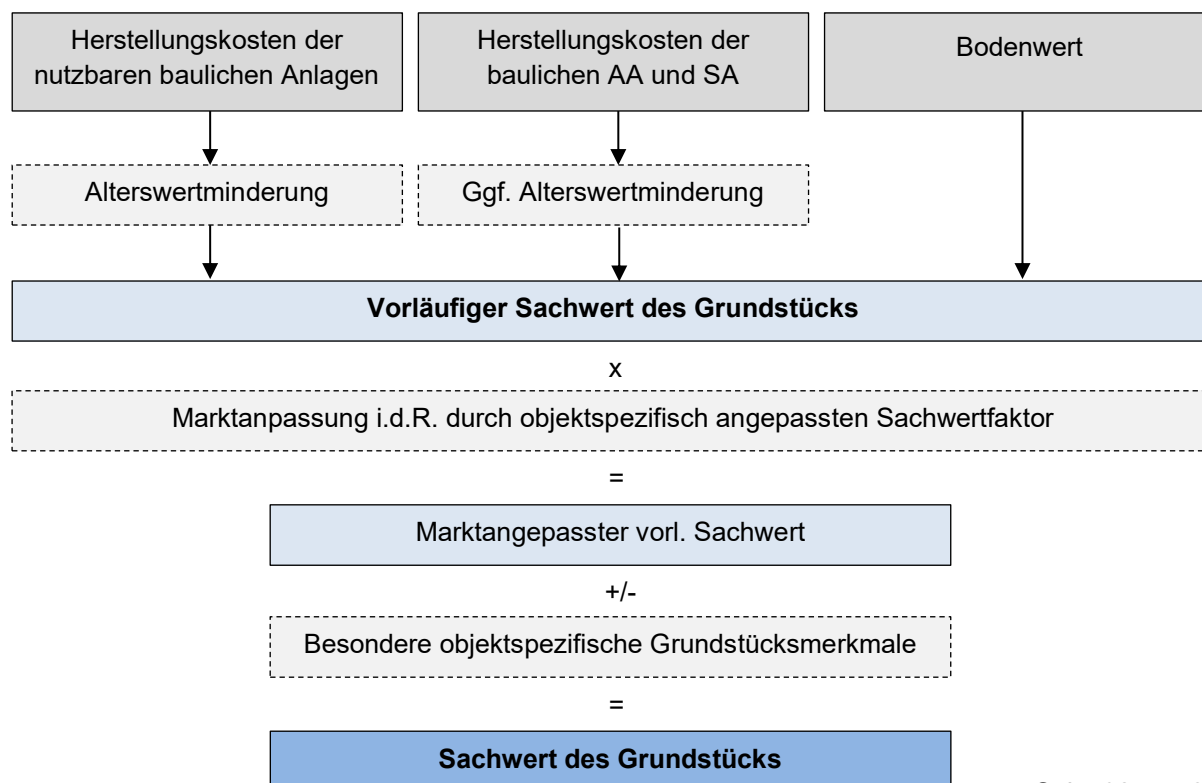 Herstellungskosten der
nutzbaren baulichen Anlagen
Herstellungskosten der
baulichen AA und SA
Bodenwert
Alterswertminderung
Ggf. Alterswertminderung
Vorläufiger Sachwert des Grundstücks
x
Marktanpassung i.d.R. durch objektspezifisch angepassten Sachwertfaktor
=
Marktangepasster vorl. Sachwert
+/-
Besondere objektspezifische Grundstücksmerkmale
=
Sachwert des Grundstücks